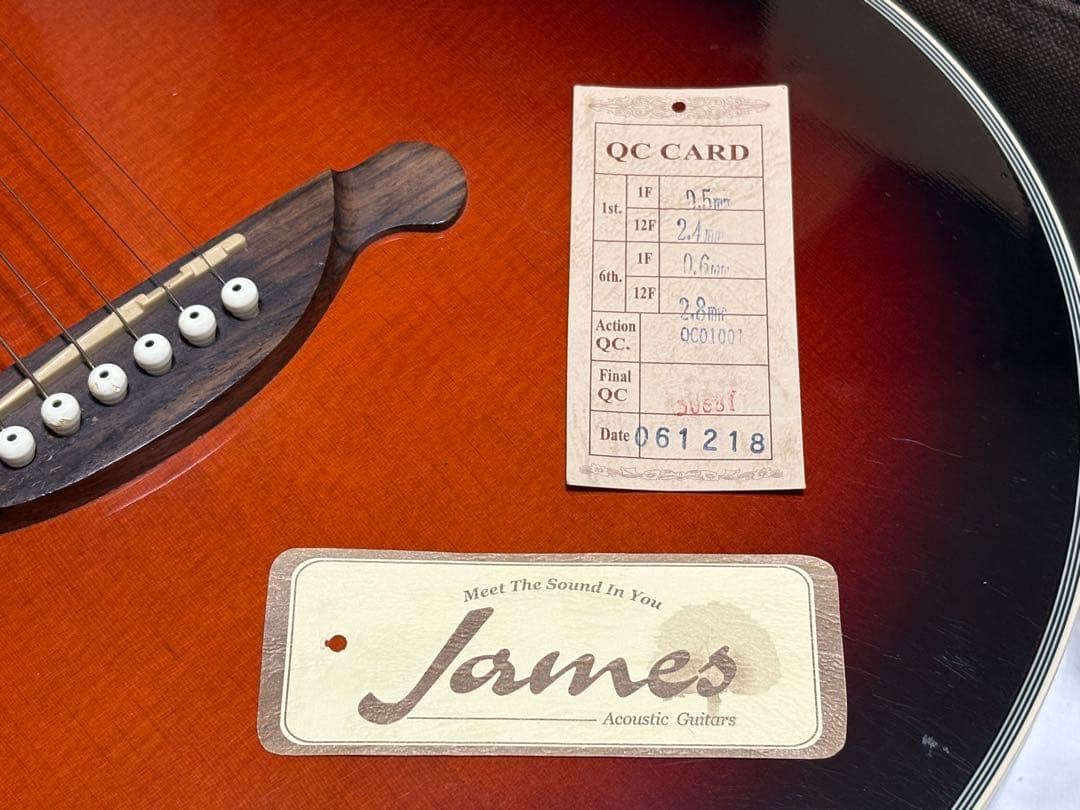 QC CARD
1st. 1F 0.5mm
12F 2.4mm
6th. 1F 0.6mm
12F 2.8mm
Action QC. QC01001
Final QC
Date 061218
Meet The Sound In You
James
Acoustic Guitars